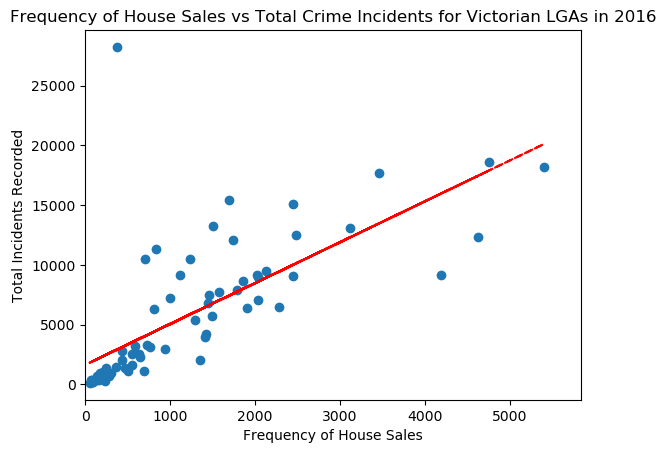 Frequency of House Sales vs Total Crime Incidents for Victorian LGAs in 2016
25000
20000
15000
10000
5000
0
Total Incidents Recorded
0 1000 2000 3000 4000 5000
Frequency of House Sales